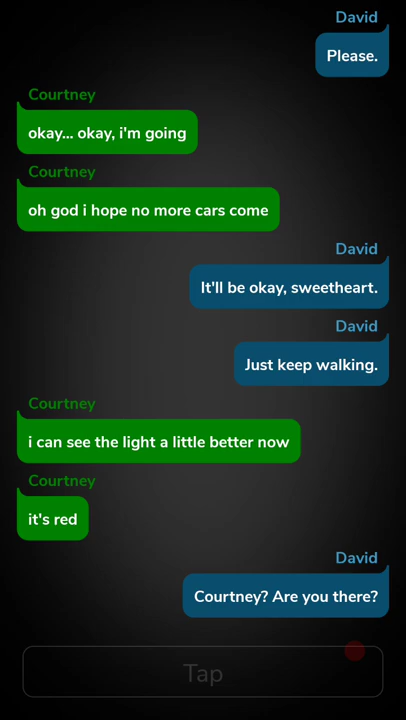 David
Please.
Courtney
okay... okay, i'm going
Courtney
oh god i hope no more cars come
David
It'll be okay, sweetheart.
David
Just keep walking.
Courtney
i can see the light a little better now
Courtney
it's red
David
Courtney? Are you there?
Tap